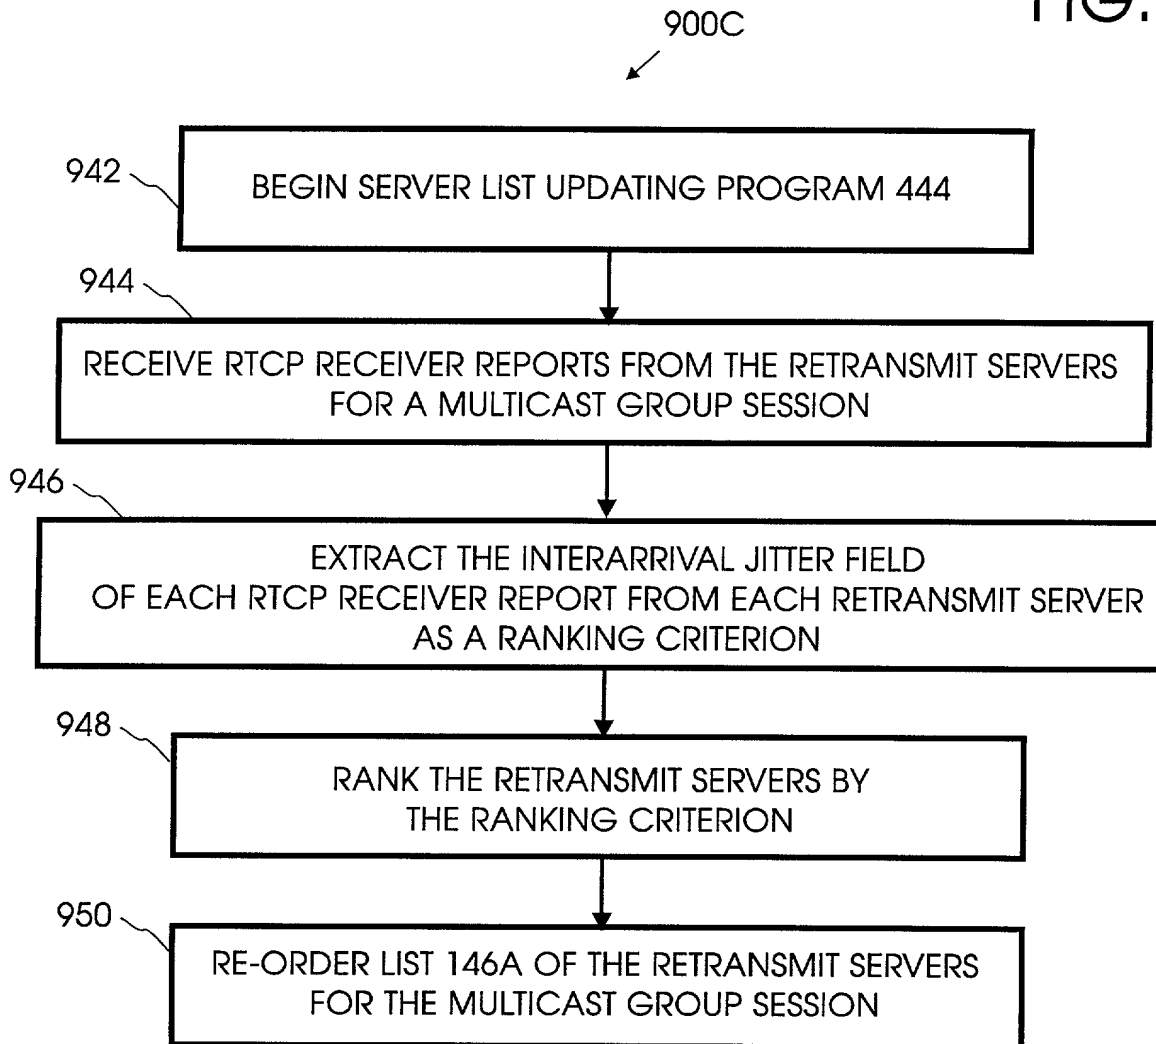 FIG.
900C
942
BEGIN SERVER LIST UPDATING PROGRAM 444
944
RECEIVE RTCP RECEIVER REPORTS FROM THE RETRANSMIT SERVERS
FOR A MULTICAST GROUP SESSION
946
EXTRACT THE INTERARRIVAL JITTER FIELD
OF EACH RTCP RECEIVER REPORT FROM EACH RETRANSMIT SERVER
AS A RANKING CRITERION
948
RANK THE RETRANSMIT SERVERS BY
THE RANKING CRITERION
950
RE-ORDER LIST 146A OF THE RETRANSMIT SERVERS
FOR THE MULTICAST GROUP SESSION